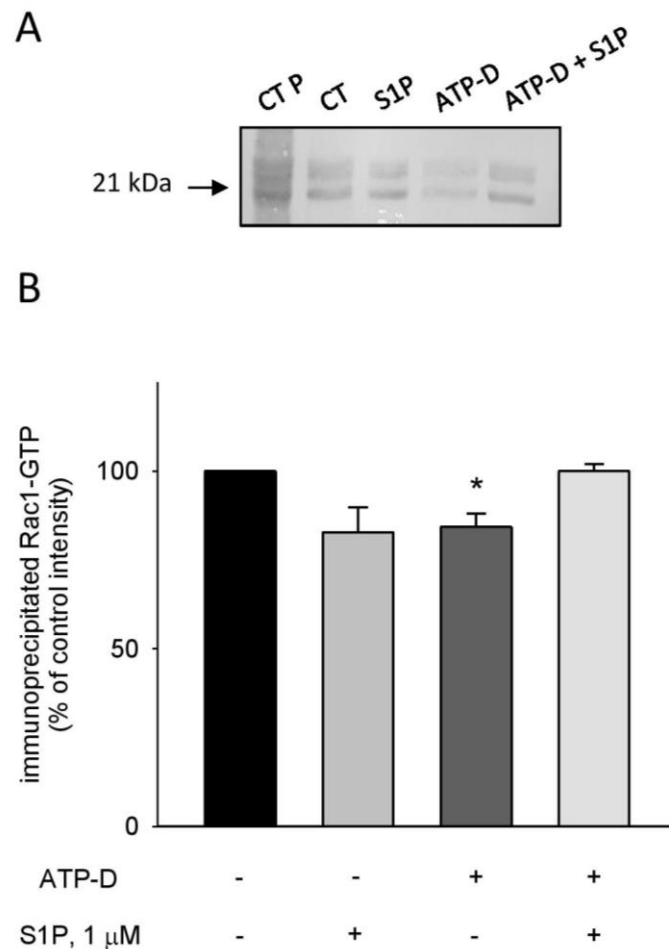 A
CT P CT S1P ATP-D ATP-D + S1P
21 kDa
B
immunoprecipitated Rac1-GTP
(% of control intensity)
100
50
0
*
ATP-D - - + +
S1P, 1 μM - + - +